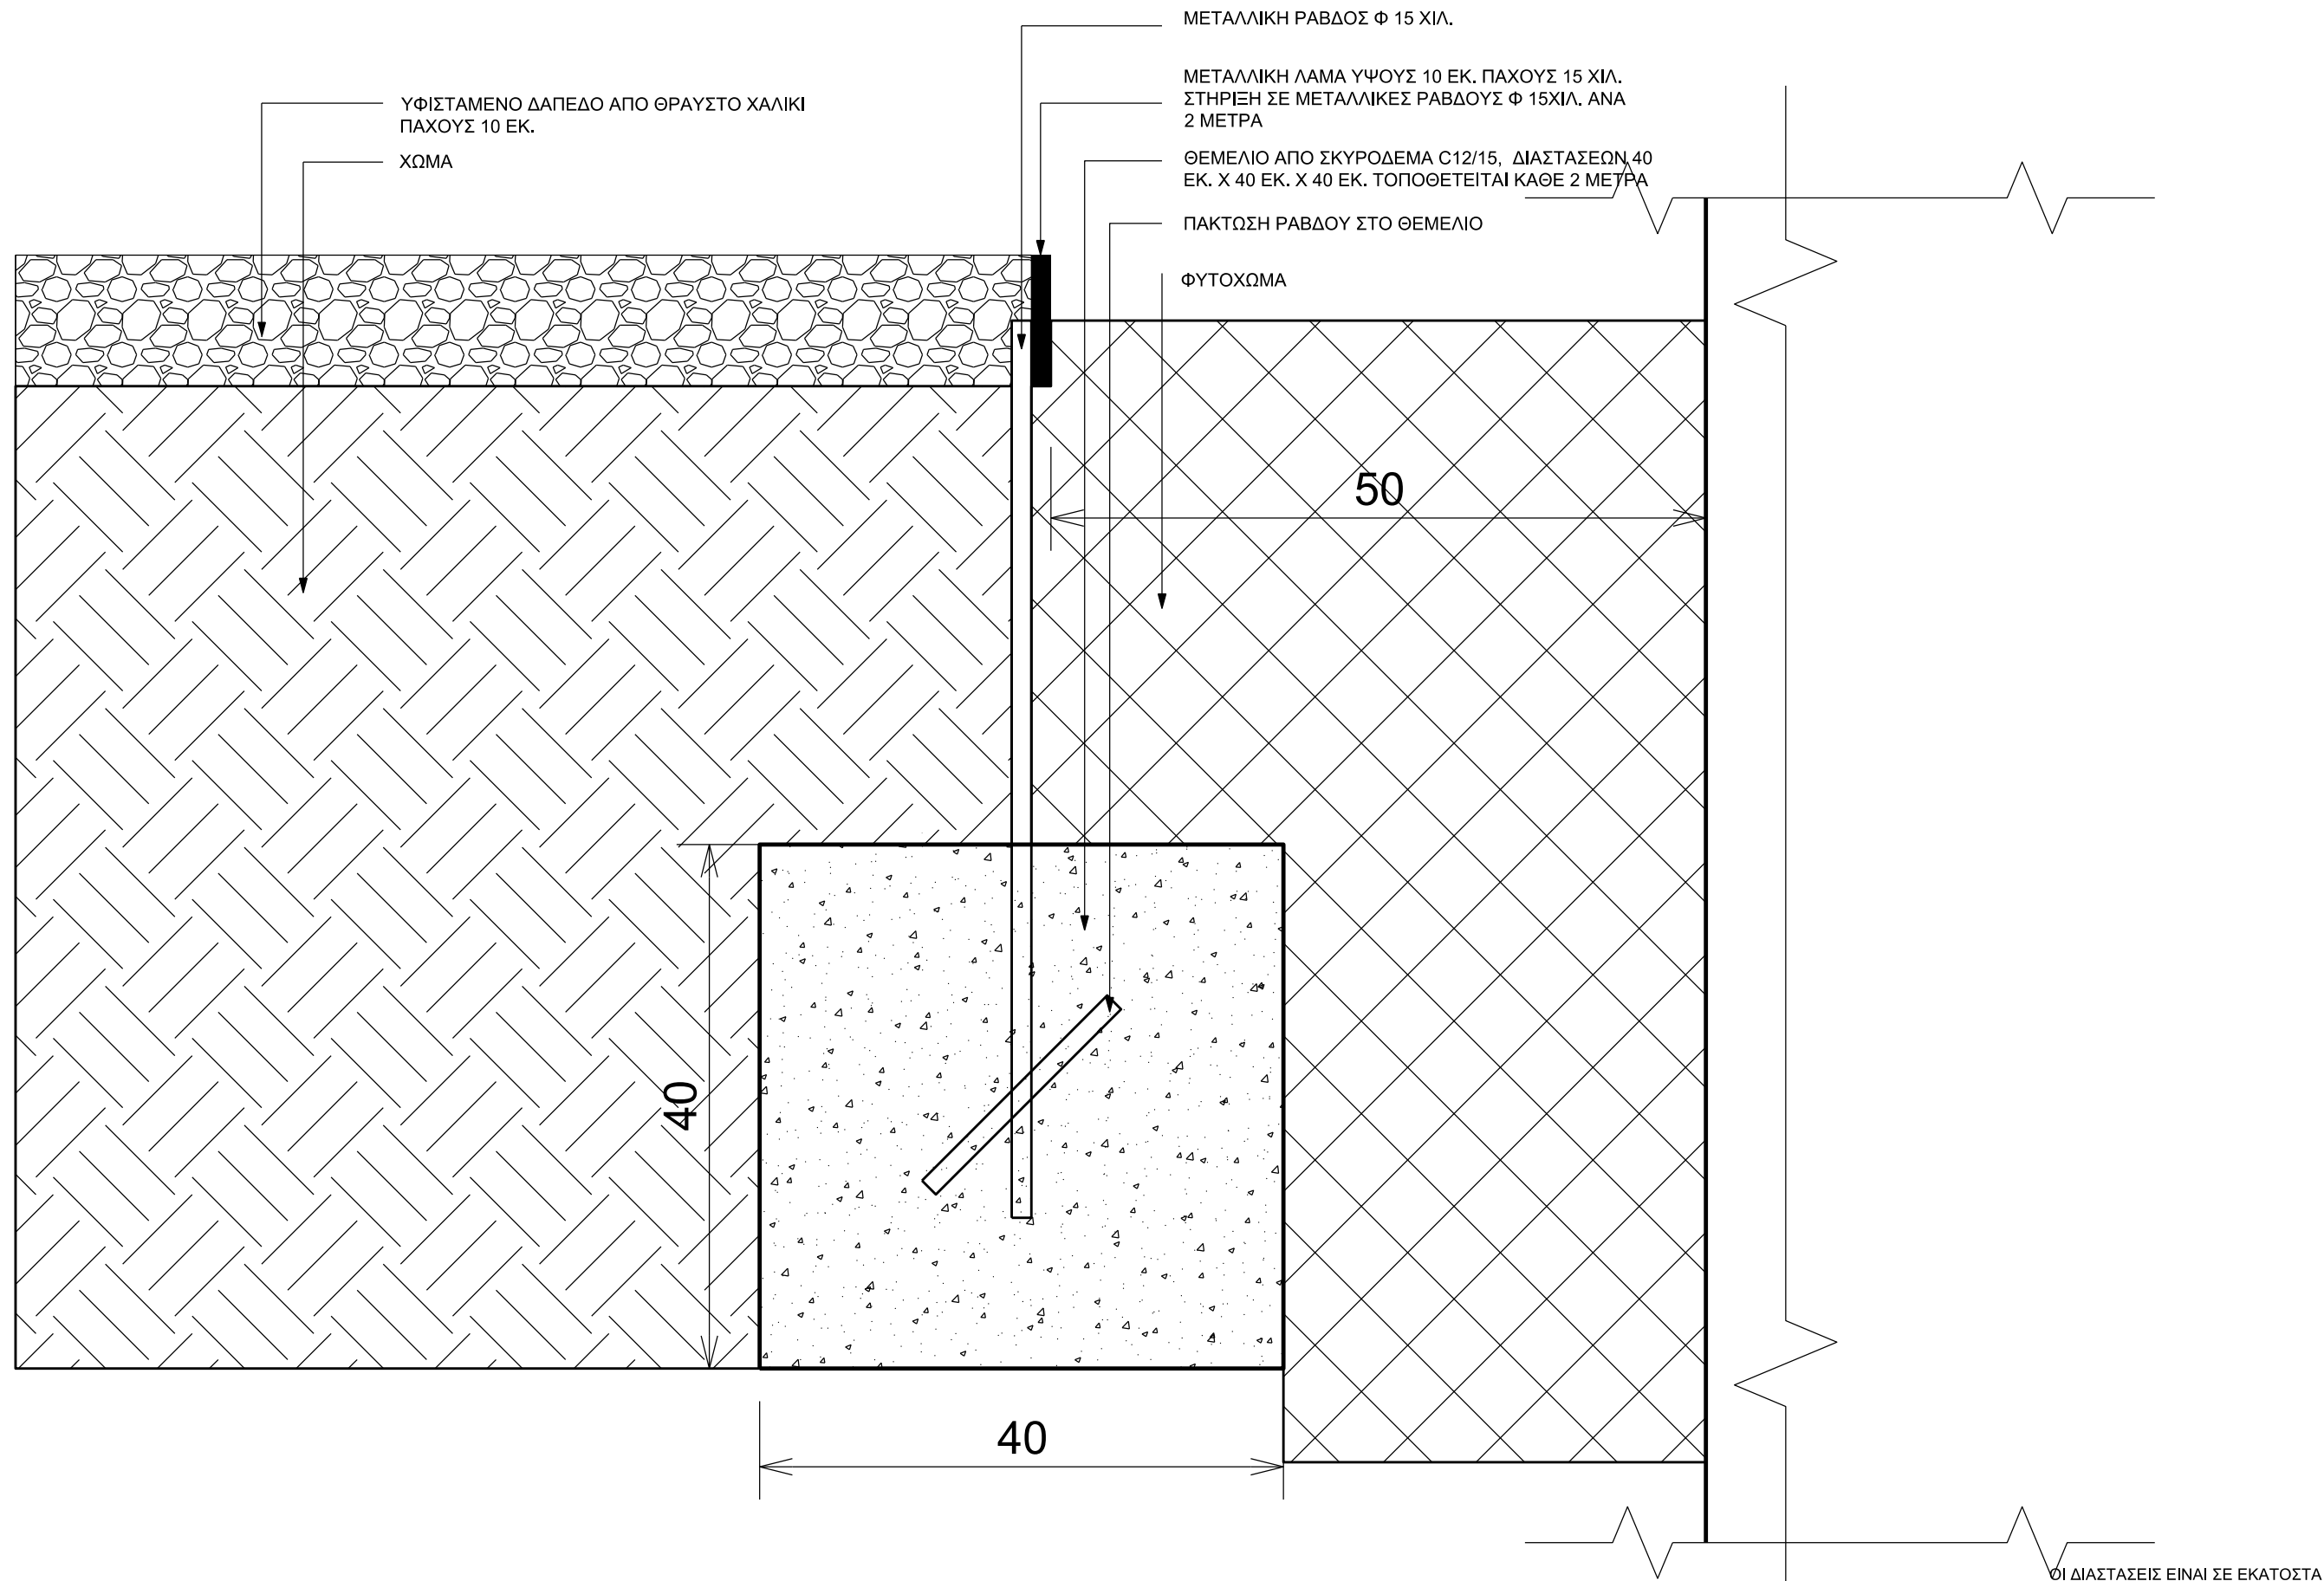 ΜΕΤΑΛΛΙΚΗ ΡΑΒΔΟΣ Φ 15 ΧΙΛ.
ΥΦΙΣΤΑΜΕΝΟ ΔΑΠΕΔΟ ΑΠΟ ΘΡΑΥΣΤΟ ΧΑΛΙΚΙ
ΠΑΧΟΥΣ 10 ΕΚ.
ΧΩΜΑ
ΜΕΤΑΛΛΙΚΗ ΛΑΜΑ ΥΨΟΥΣ 10 ΕΚ. ΠΑΧΟΥΣ 15 ΧΙΛ.
ΣΤΗΡΙΞΗ ΣΕ ΜΕΤΑΛΛΙΚΕΣ ΡΑΒΔΟΥΣ Φ 15ΧΙΛ. ΑΝΑ
2 ΜΕΤΡΑ
ΘΕΜΕΛΙΟ ΑΠΟ ΣΚΥΡΟΔΕΜΑ C12/15, ΔΙΑΣΤΑΣΕΩΝ 40
ΕΚ. Χ 40 ΕΚ. Χ 40 ΕΚ. ΤΟΠΟΘΕΤΕΙΤΑΙ ΚΑΘΕ 2 ΜΕΤΡΑ
ΠΑΚΤΩΣΗ ΡΑΒΔΟΥ ΣΤΟ ΘΕΜΕΛΙΟ
ΦΥΤΟΧΩΜΑ
50
40
40
ΟΙ ΔΙΑΣΤΑΣΕΙΣ ΕΙΝΑΙ ΣΕ ΕΚΑΤΟΣΤΑ